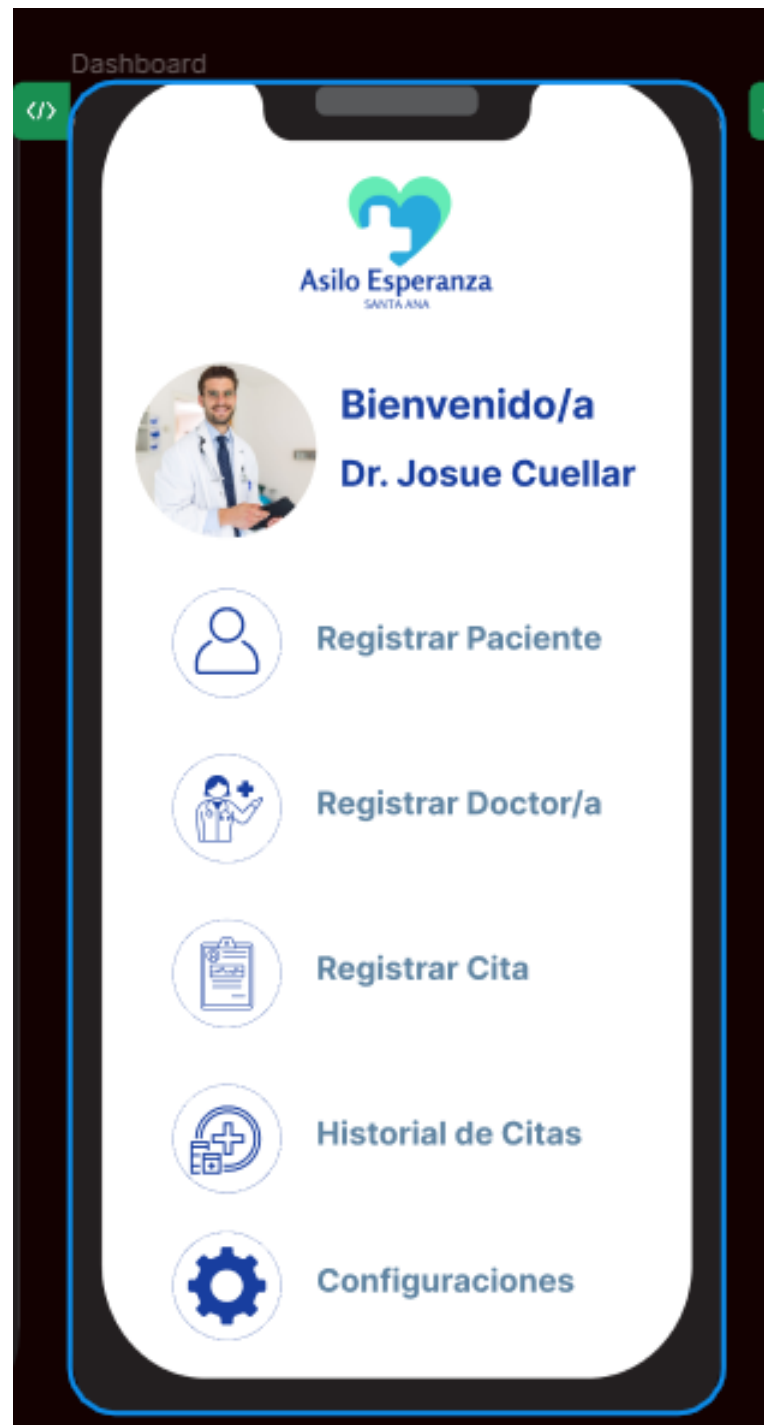 Dashboard
</>
Asilo Esperanza
SANTA ANA
Bienvenido/a
Dr. Josue Cuellar
Registrar Paciente
Registrar Doctor/a
Registrar Cita
Historial de Citas
Configuraciones